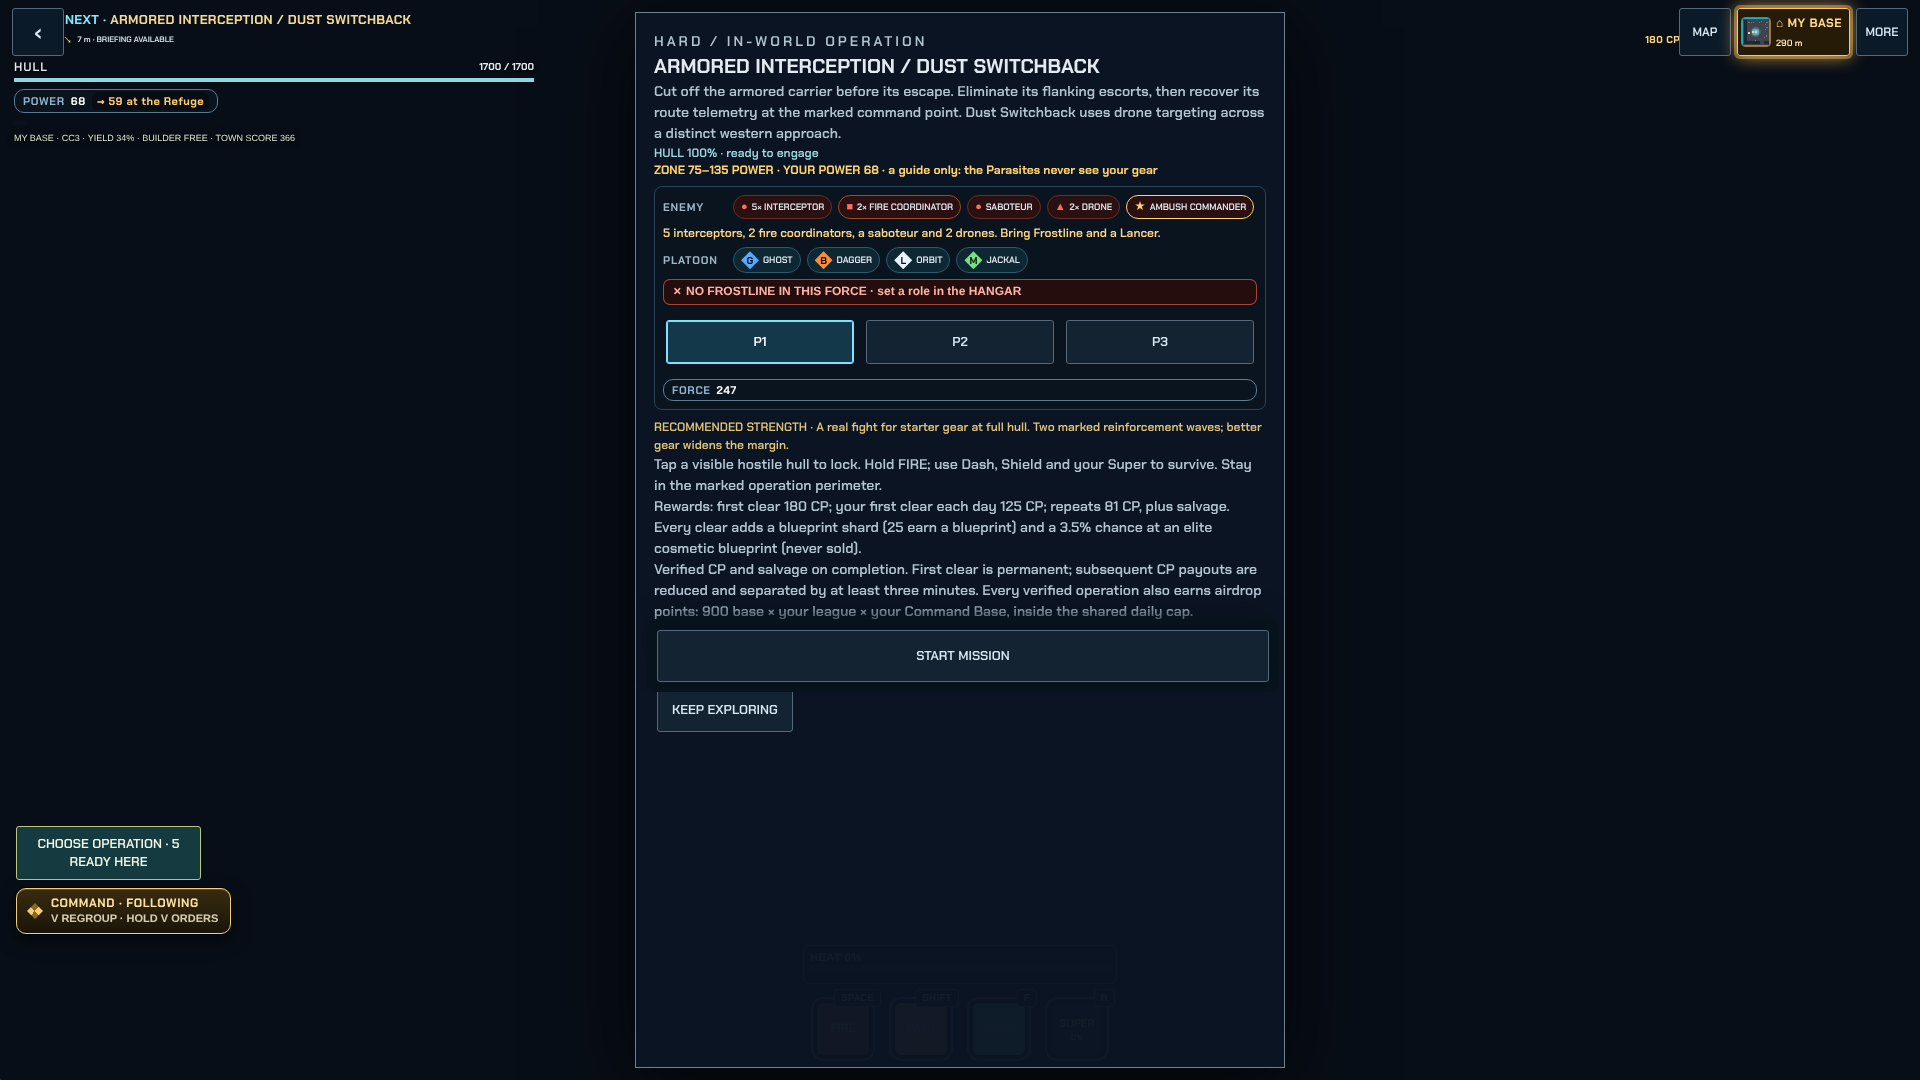 ‹
NEXT · ARMORED INTERCEPTION / DUST SWITCHBACK
7 m · BRIEFING AVAILABLE
HULL 1700 / 1700
POWER 68 → 59 at the Refuge
MY BASE · CC3 · YIELD 34% · BUILDER FREE · TOWN SCORE 366
HARD / IN-WORLD OPERATION
ARMORED INTERCEPTION / DUST SWITCHBACK
Cut off the armored carrier before its escape. Eliminate its flanking escorts, then recover its
route telemetry at the marked command point. Dust Switchback uses drone targeting across
a distinct western approach.
HULL 100% · ready to engage
ZONE 75–135 POWER · YOUR POWER 68 · a guide only: the Parasites never see your gear
ENEMY ● 5× INTERCEPTOR ■ 2× FIRE COORDINATOR ● SABOTEUR ▲ 2× DRONE ★ AMBUSH COMMANDER
5 interceptors, 2 fire coordinators, a saboteur and 2 drones. Bring Frostline and a Lancer.
PLATOON G GHOST B DAGGER L ORBIT M JACKAL
× NO FROSTLINE IN THIS FORCE · set a role in the HANGAR
P1 P2 P3
FORCE 247
RECOMMENDED STRENGTH · A real fight for starter gear at full hull. Two marked reinforcement waves; better
gear widens the margin.
Tap a visible hostile hull to lock. Hold FIRE; use Dash, Shield and your Super to survive. Stay
in the marked operation perimeter.
Rewards: first clear 180 CP; your first clear each day 125 CP; repeats 81 CP, plus salvage.
Every clear adds a blueprint shard (25 earn a blueprint) and a 3.5% chance at an elite
cosmetic blueprint (never sold).
Verified CP and salvage on completion. First clear is permanent; subsequent CP payouts are
reduced and separated by at least three minutes. Every verified operation also earns airdrop
points: 900 base × your league × your Command Base, inside the shared daily cap.
START MISSION
KEEP EXPLORING
180 CP
MAP
⌂ MY BASE
290 m
MORE
CHOOSE OPERATION · 5
READY HERE
COMMAND · FOLLOWING
V REGROUP · HOLD V ORDERS
SPACE SHIFT
SUPER